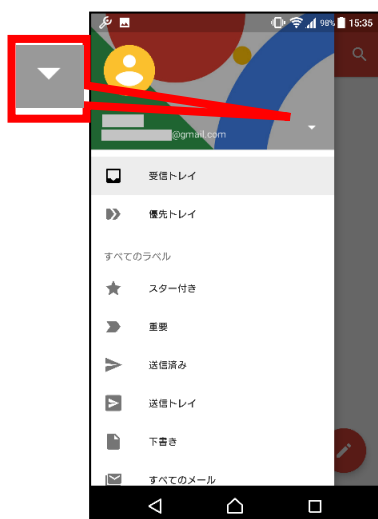 98% 15:35
@gmail.com
受信トレイ
優先トレイ
すべてのラベル
スター付き
重要
送信済み
送信トレイ
下書き
すべてのメール